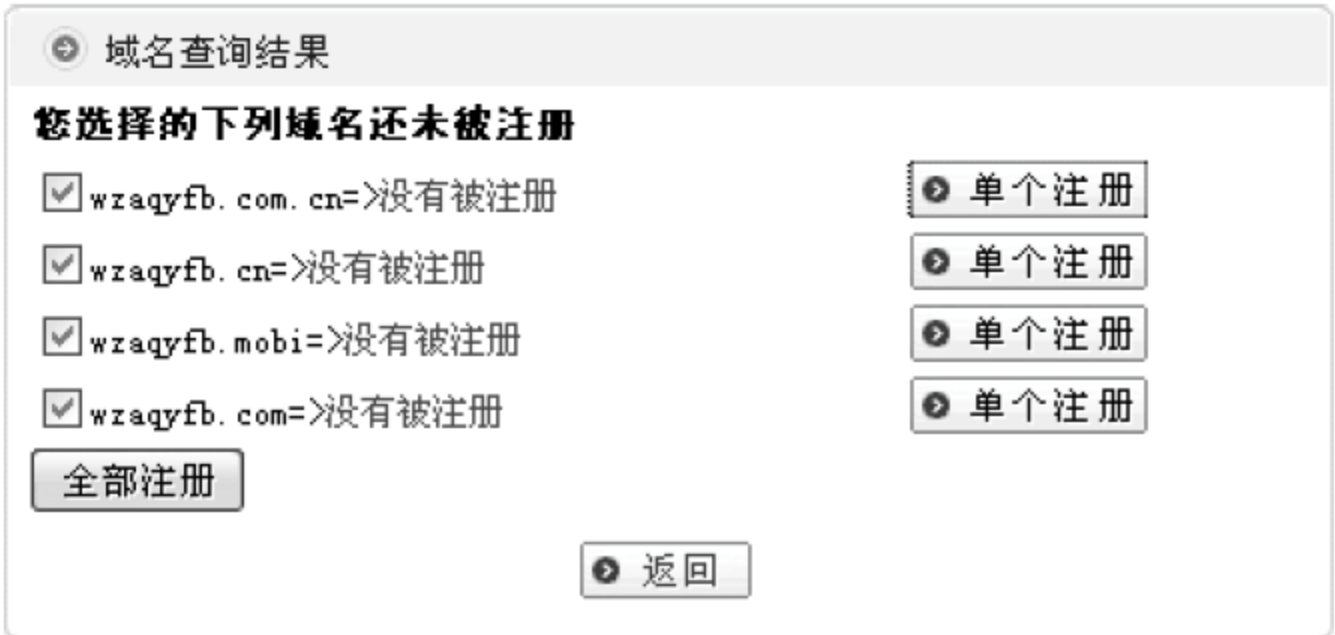 域名查询结果
您选择的下列域名还未被注册
wzaqyfb.com.cn=>没有被注册 单个注册
wzaqyfb.cn=>没有被注册 单个注册
wzaqyfb.mobi=>没有被注册 单个注册
wzaqyfb.com=>没有被注册 单个注册
全部注册
返回